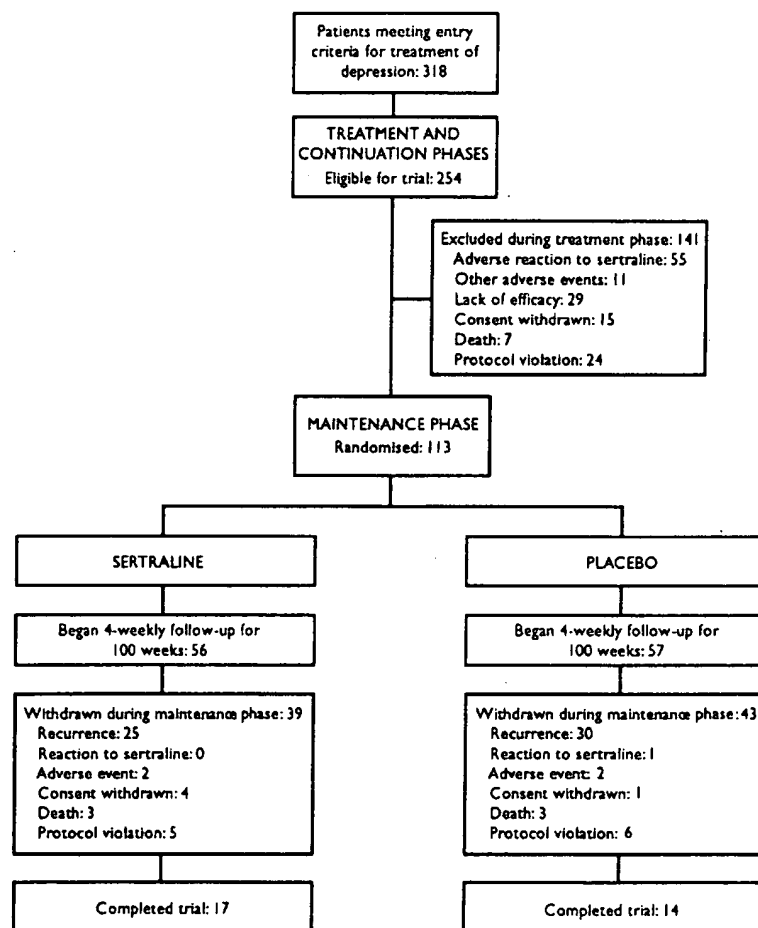 Patients meeting entry
criteria for treatment of
depression: 318
TREATMENT AND
CONTINUATION PHASES
Eligible for trial: 254
Excluded during treatment phase: 141
Adverse reaction to sertraline: 55
Other adverse events: 11
Lack of efficacy: 29
Consent withdrawn: 15
Death: 7
Protocol violation: 24
MAINTENANCE PHASE
Randomised: 113
SERTRALINE
Began 4-weekly follow-up for
100 weeks: 56
Withdrawn during maintenance phase: 39
Recurrence: 25
Reaction to sertraline: 0
Adverse event: 2
Consent withdrawn: 4
Death: 3
Protocol violation: 5
Completed trial: 17
PLACEBO
Began 4-weekly follow-up for
100 weeks: 57
Withdrawn during maintenance phase: 43
Recurrence: 30
Reaction to sertraline: 1
Adverse event: 2
Consent withdrawn: 1
Death: 3
Protocol violation: 6
Completed trial: 14